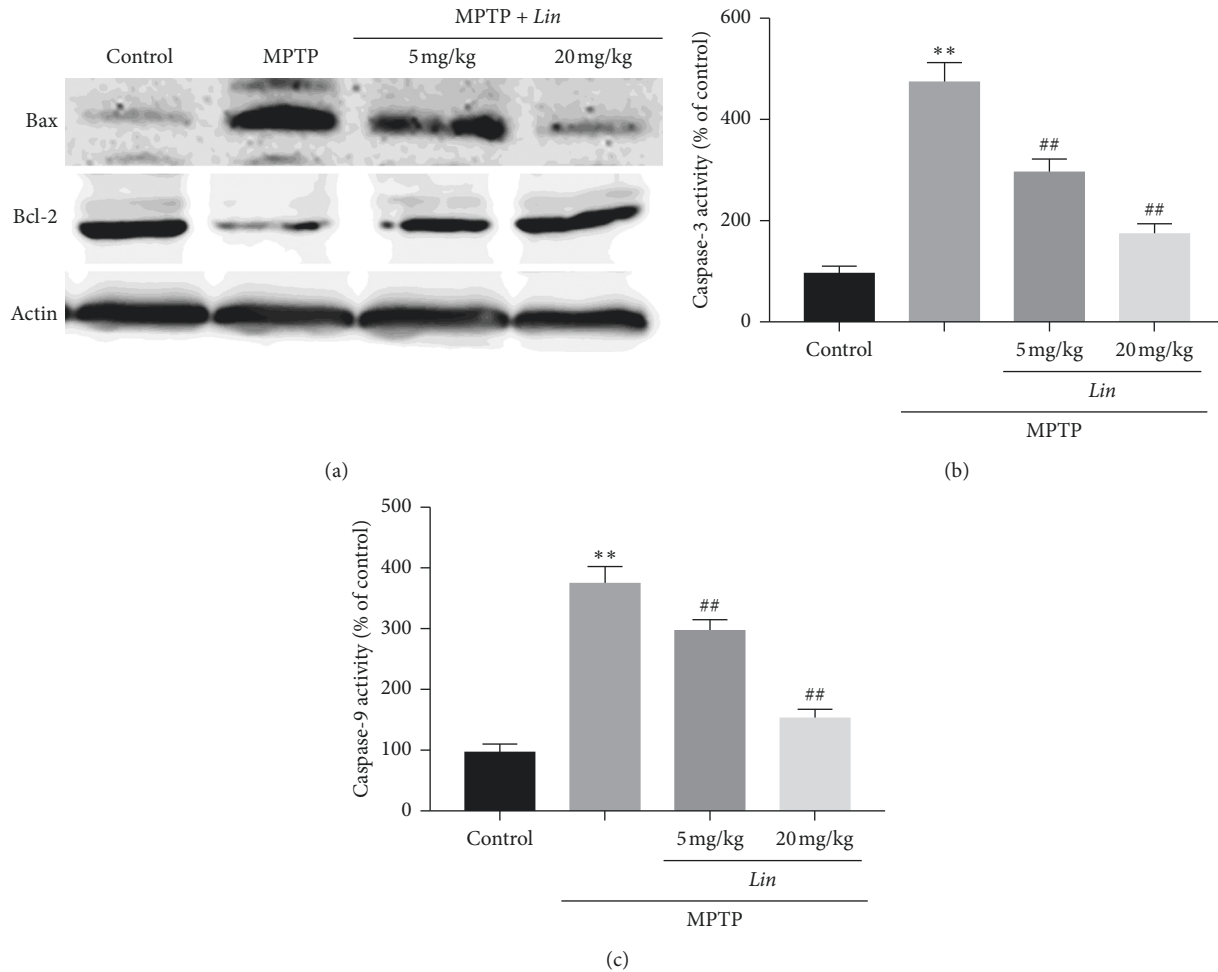 MPTP + Lin
Control MPTP 5 mg/kg 20 mg/kg
Bax
Bcl-2
Actin
(a)
Caspase-3 activity (% of control)
600
400
200
0
**
##
##
Control 5 mg/kg 20 mg/kg
Lin
MPTP
(b)
Caspase-9 activity (% of control)
500
400
300
200
100
0
**
##
##
Control 5 mg/kg 20 mg/kg
Lin
MPTP
(c)